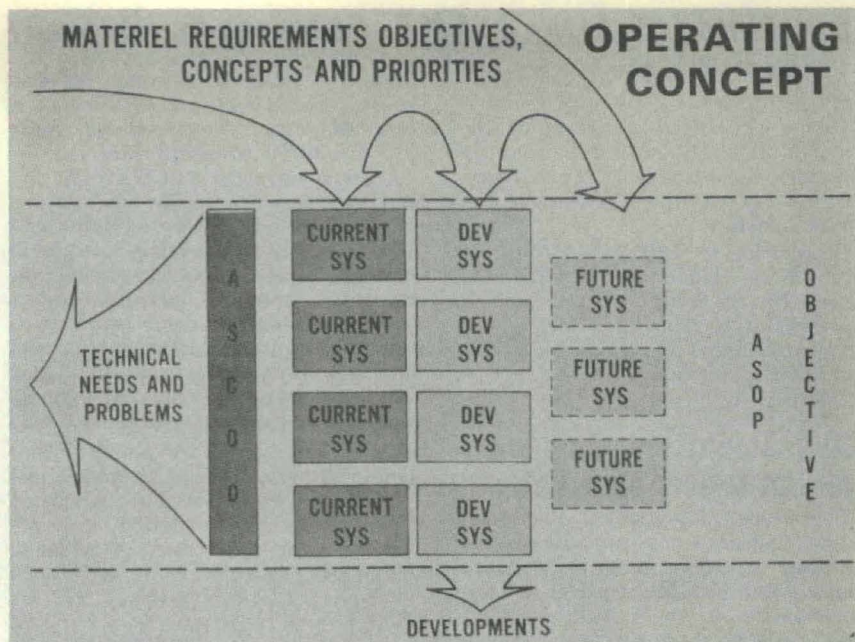 MATERIEL REQUIREMENTS OBJECTIVES,
CONCEPTS AND PRIORITIES
OPERATING
CONCEPT
TECHNICAL
NEEDS AND
PROBLEMS
A
S
C
O
D
CURRENT
SYS
DEV
SYS
CURRENT
SYS
DEV
SYS
CURRENT
SYS
DEV
SYS
CURRENT
SYS
DEV
SYS
FUTURE
SYS
FUTURE
SYS
FUTURE
SYS
A
S
O
P
O
B
J
E
C
T
I
V
E
DEVELOPMENTS